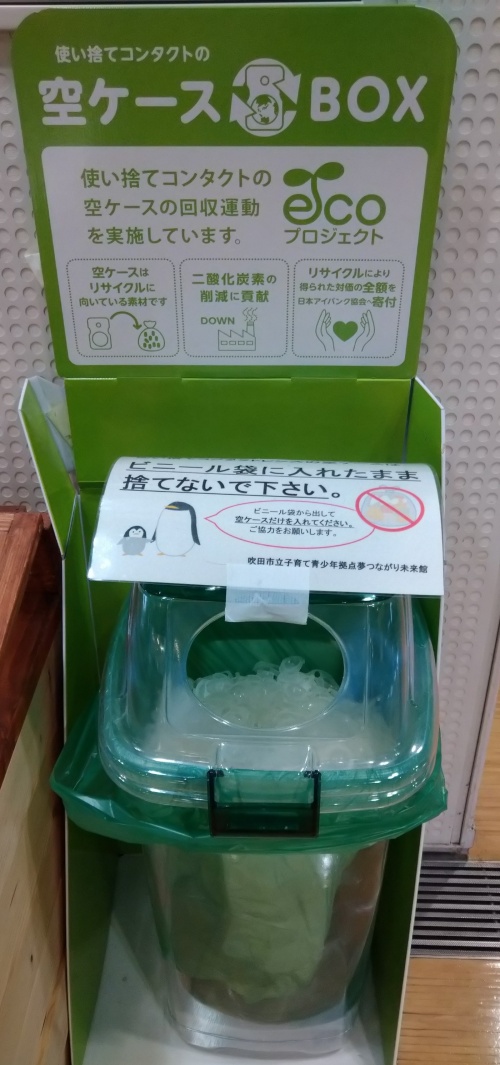 使い捨てコンタクトの
空ケース BOX
使い捨てコンタクトの
空ケースの回収運動
を実施しています。
eco
プロジェクト
空ケースは
リサイクルに
向いている素材です
二酸化炭素の
削減に貢献
DOWN
リサイクルにより
得られた対価の全額を
日本アイバンク協会へ寄付
ビニール袋に入れたまま
捨てないで下さい。
ビニール袋から出して
空ケースだけを入れてください。
ご協力をお願いします。
吹田市立子育て青少年拠点夢つながり未来館